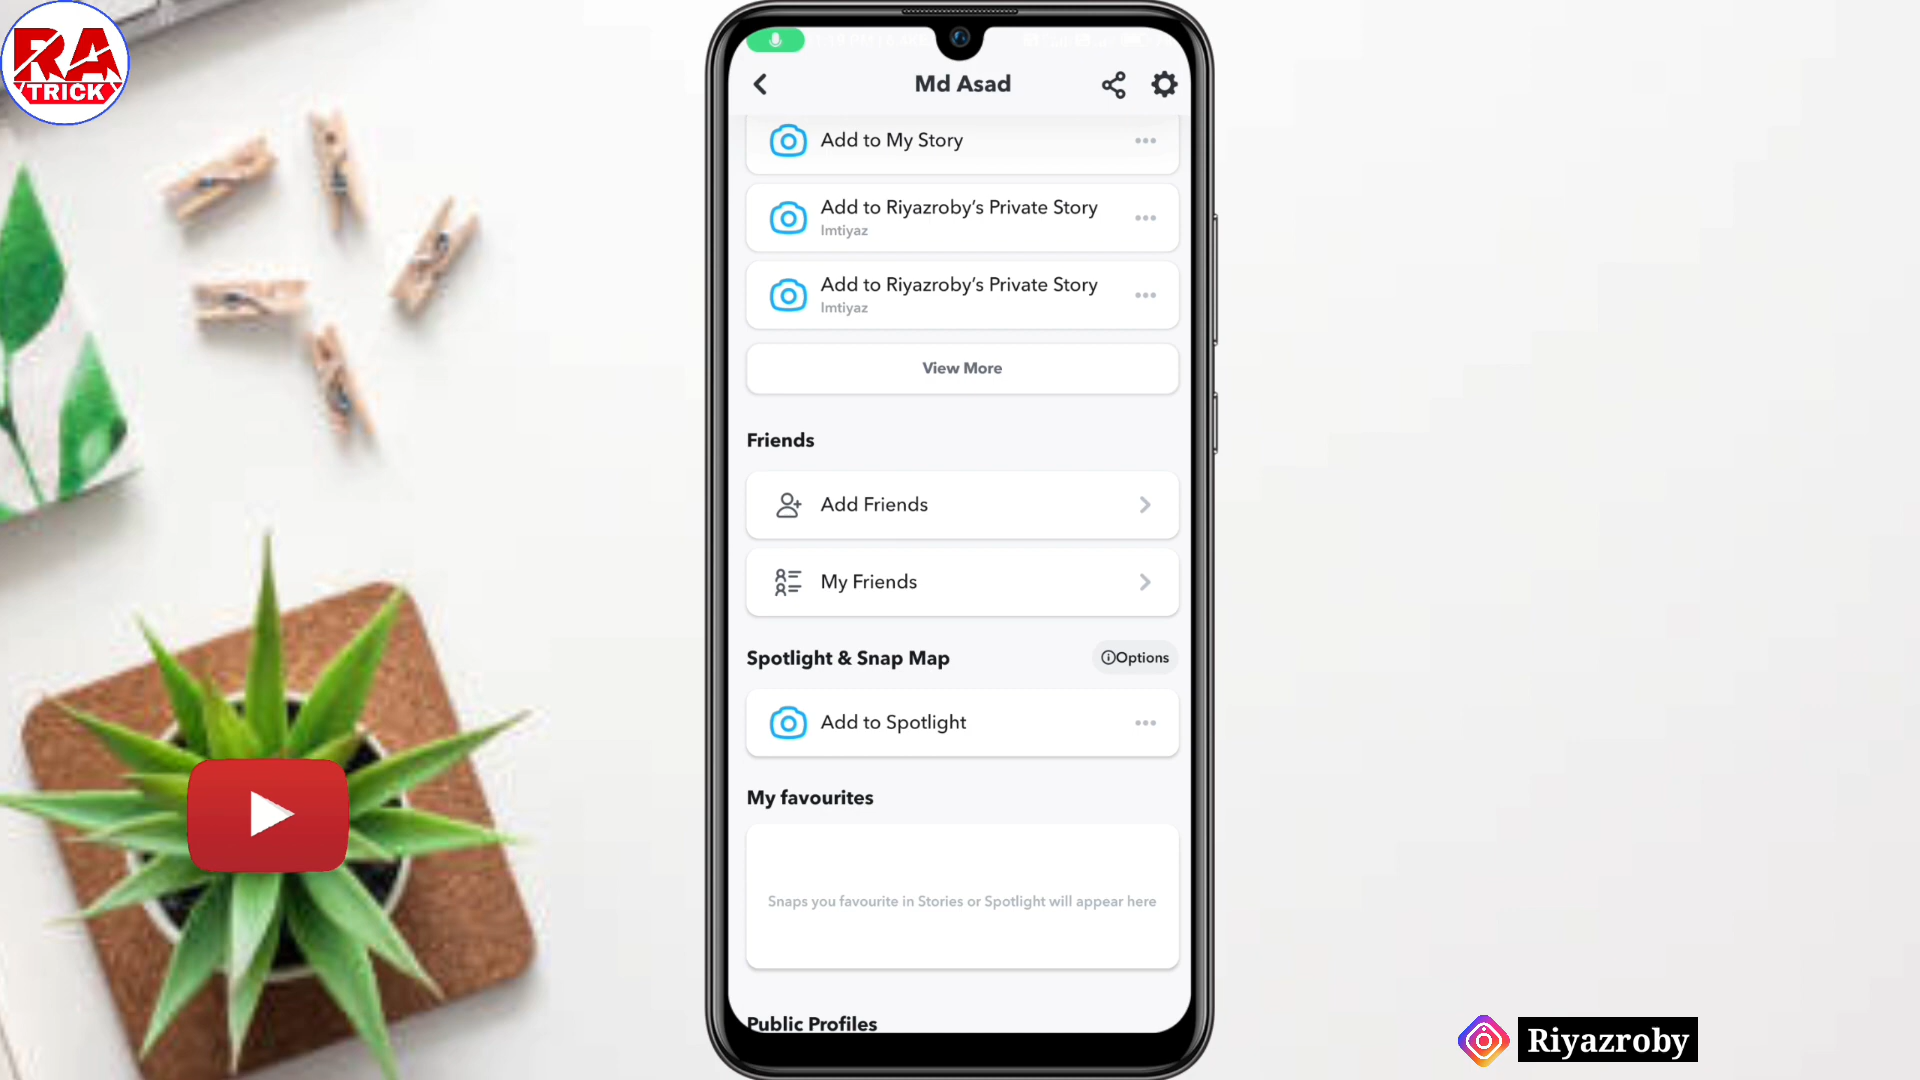 RA
TRICK
Md Asad
Add to My Story
Add to Riyazroby’s Private Story
Imtiyaz
Add to Riyazroby’s Private Story
Imtiyaz
View More
Friends
Add Friends
My Friends
Spotlight & Snap Map
Options
Add to Spotlight
My favourites
Snaps you favourite in Stories or Spotlight will appear here
Public Profiles
Riyazroby